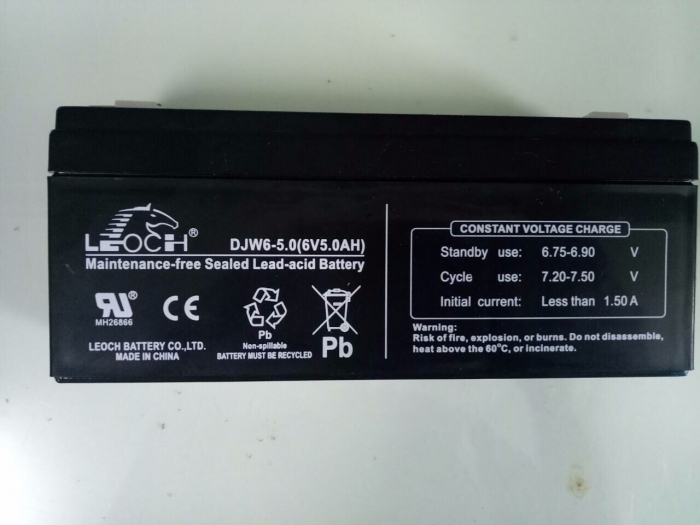 LEOCH ®
DJW6-5.0(6V5.0AH)
Maintenance-free Sealed Lead-acid Battery
RU ®
MH26866
CE
Pb
Non-spillable
BATTERY MUST BE RECYCLED
Pb
LEOCH BATTERY CO.,LTD.
MADE IN CHINA
CONSTANT VOLTAGE CHARGE
Standby use: 6.75-6.90 V
Cycle use: 7.20-7.50 V
Initial current: Less than 1.50 A
Warning:
Risk of fire, explosion, or burns. Do not disassemble,
heat above the 60°C, or incinerate.